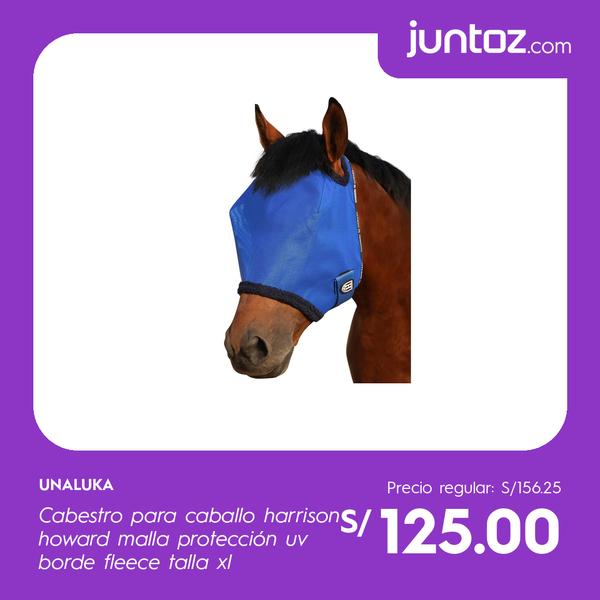 juntoz.com
UNALUKA
Cabestro para caballo harrison
howard malla protección uv
borde fleece talla xl
Precio regular: S/156.25
S/125.00